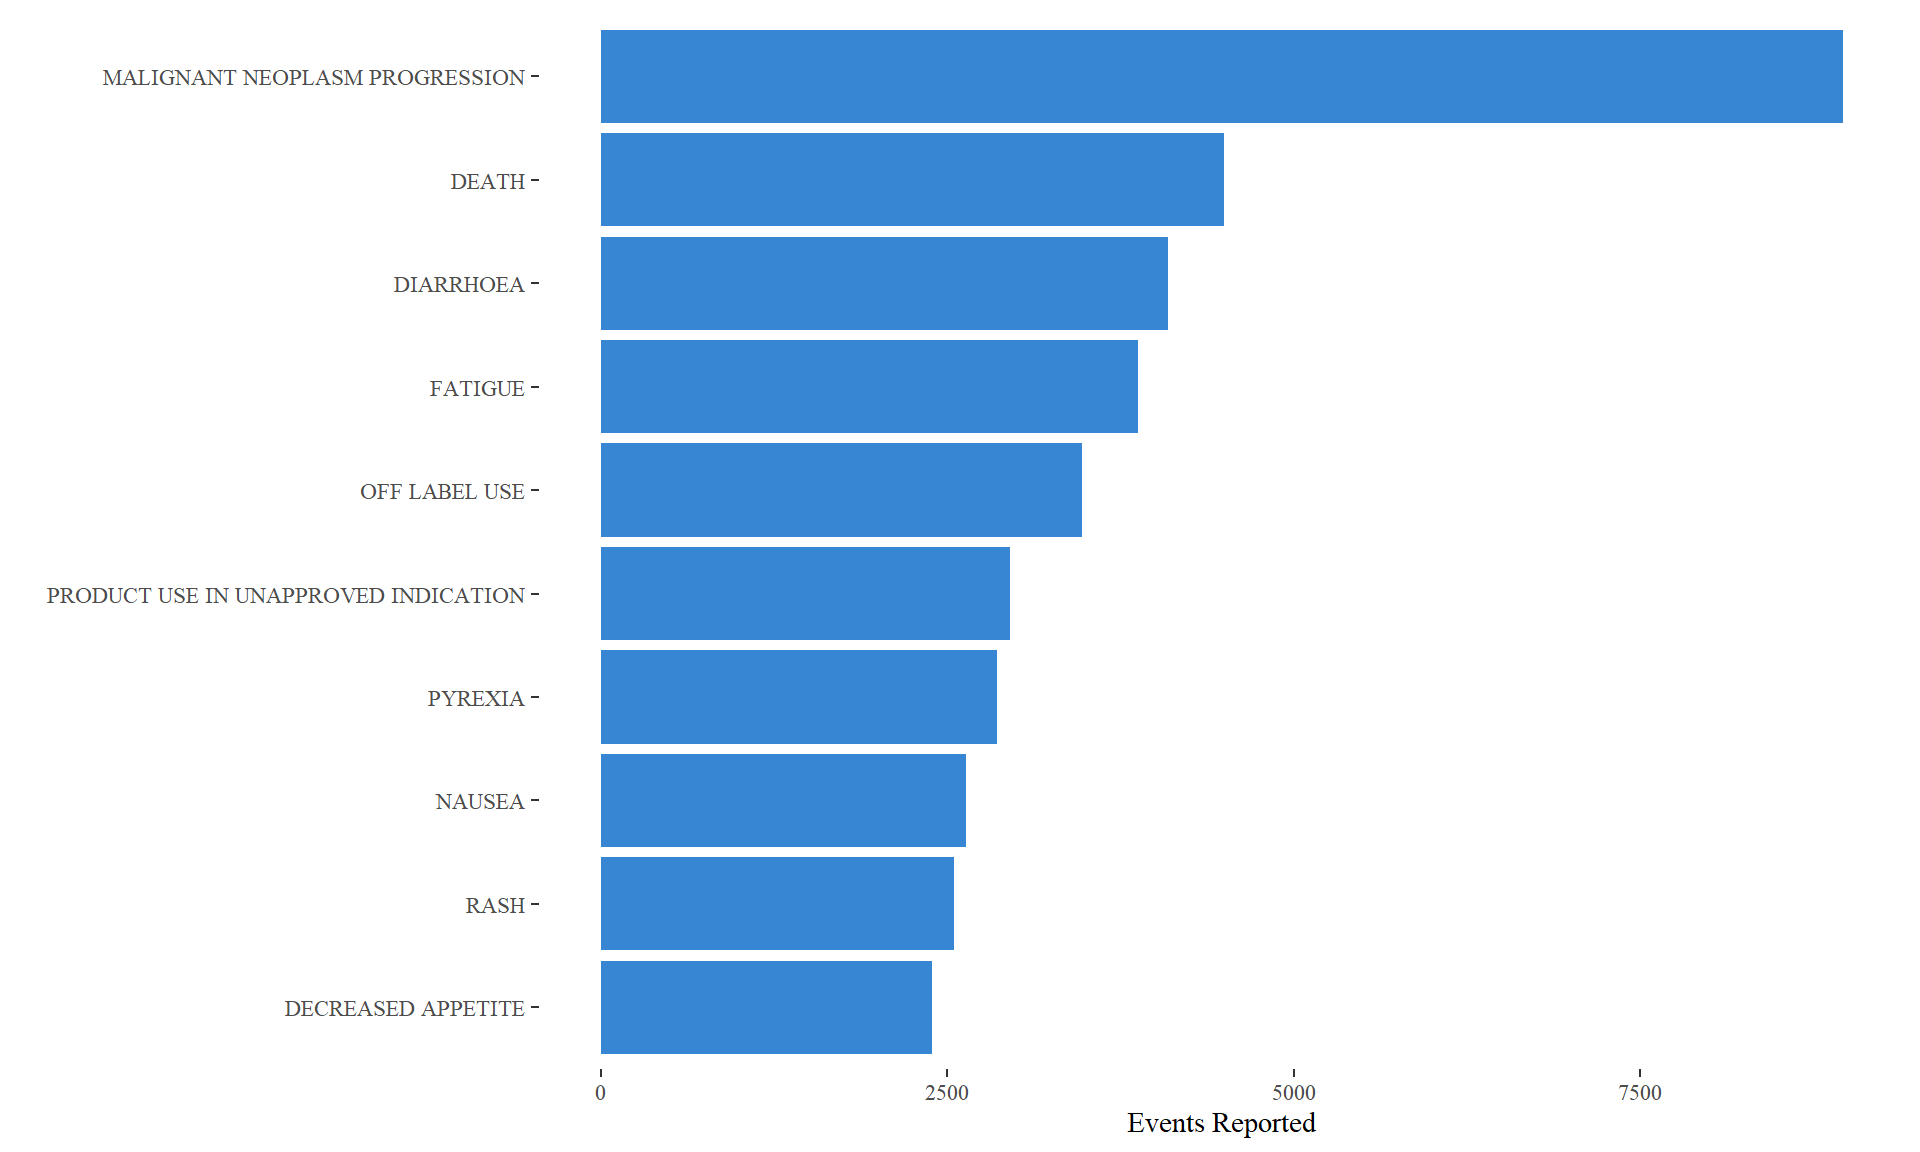 MALIGNANT NEOPLASM PROGRESSION
DEATH
DIARRHOEA
FATIGUE
OFF LABEL USE
PRODUCT USE IN UNAPPROVED INDICATION
PYREXIA
NAUSEA
RASH
DECREASED APPETITE
0 2500 5000 7500
Events Reported